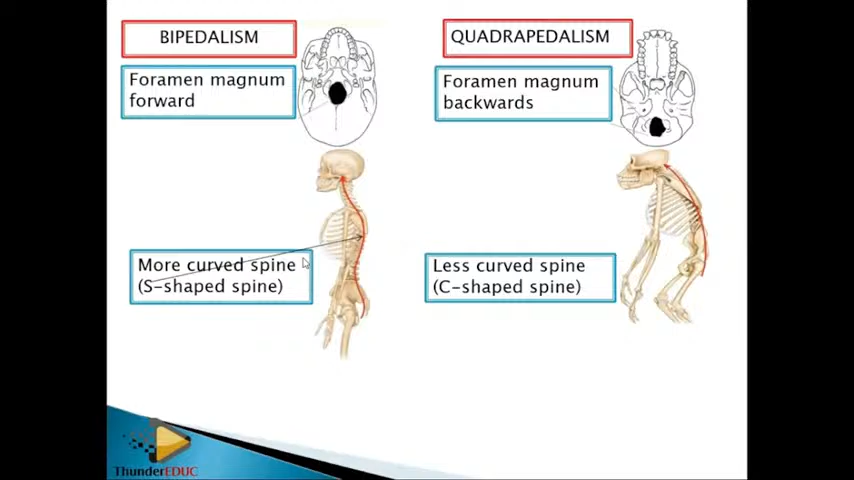 BIPEDALISM
Foramen magnum
forward
More curved spine
(S-shaped spine)
QUADRAPEDALISM
Foramen magnum
backwards
Less curved spine
(C-shaped spine)
ThunderEDUC